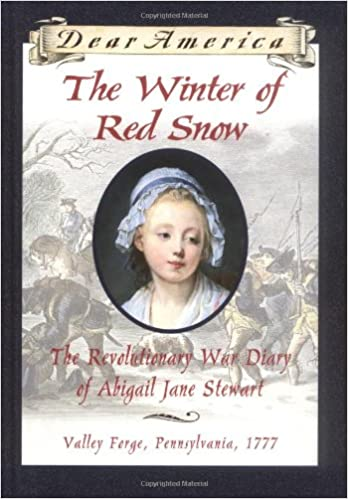 Dear America
The Winter of
Red Snow
The Revolutionary War Diary
of Abigail Jane Stewart
Valley Forge, Pennsylvania, 1777